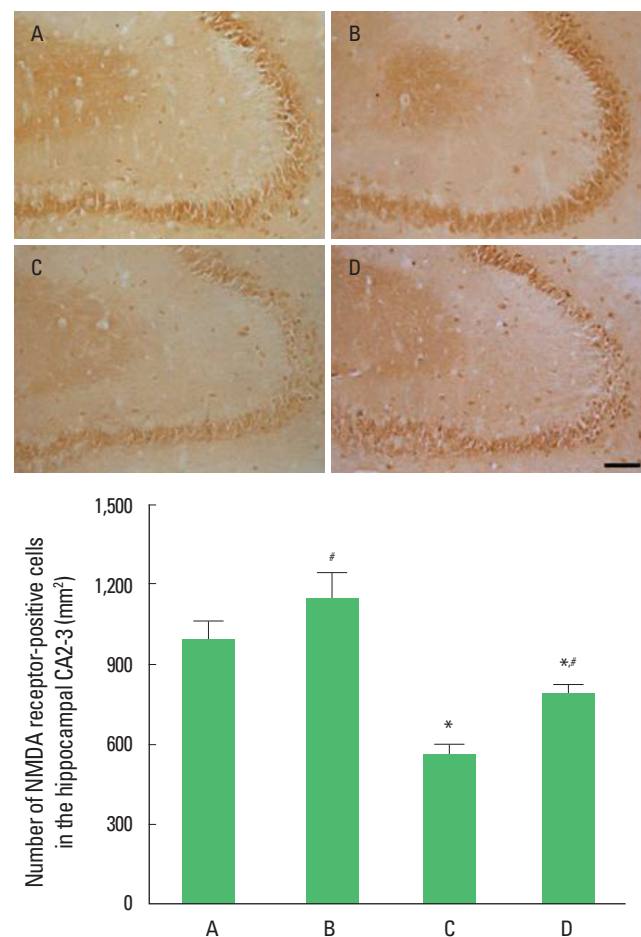 A
B
C
D
Number of NMDA receptor-positive cells
in the hippocampal CA2-3 (mm²)
1,500
1,200
900
600
300
0
#
*
*,#
A B C D